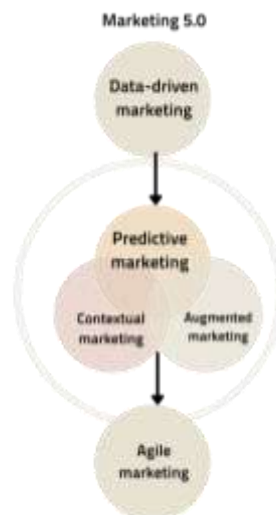 Marketing 5.0
Data-driven
marketing
Predictive
marketing
Contextual
marketing
Augmented
marketing
Agile
marketing